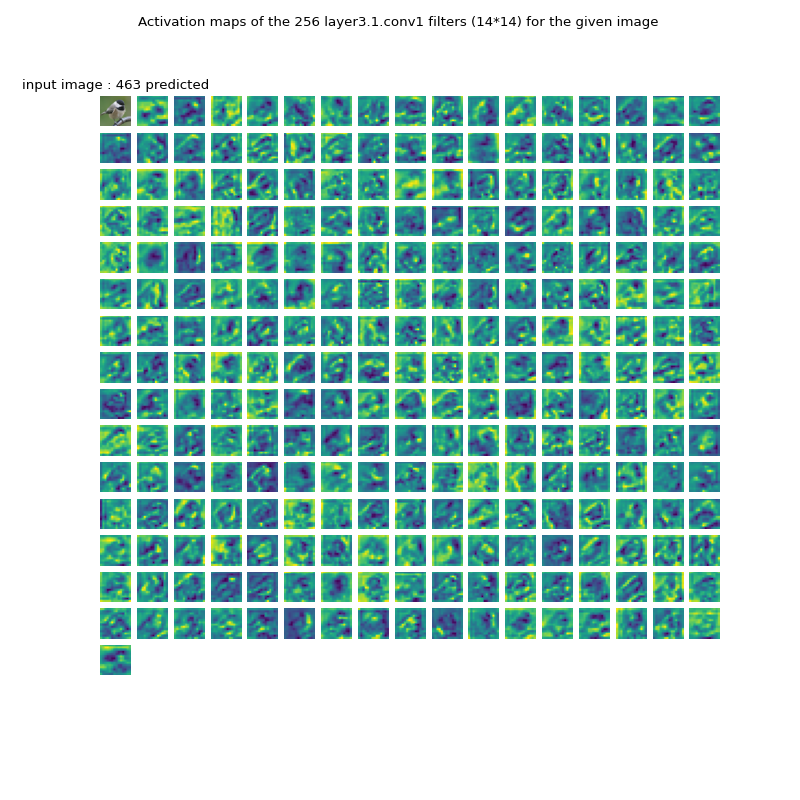 Activation maps of the 256 layer3.1.conv1 filters (14*14) for the given image
input image : 463 predicted